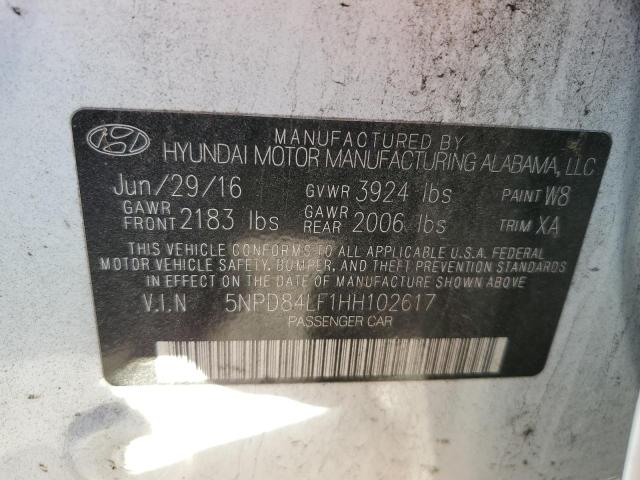 MANUFACTURED BY
HYUNDAI MOTOR MANUFACTURING ALABAMA, LLC
Jun/29/16 GVWR 3924 lbs PAINT W8
GAWR FRONT 2183 lbs GAWR REAR 2006 lbs TRIM XA
THIS VEHICLE CONFORMS TO ALL APPLICABLE U.S.A. FEDERAL
MOTOR VEHICLE SAFETY, BUMPER, AND THEFT PREVENTION STANDARDS
IN EFFECT ON THE DATE OF MANUFACTURE SHOWN ABOVE.
V.I.N 5NPD84LF1HH102617
PASSENGER CAR